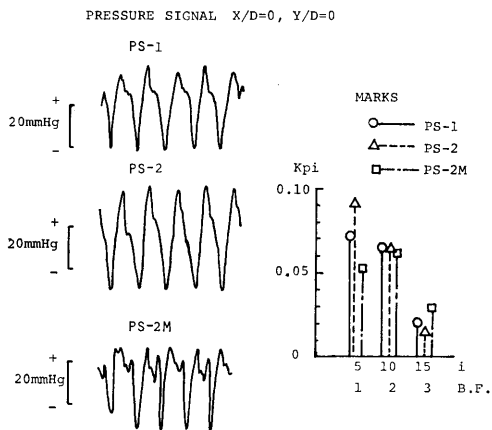 PRESSURE SIGNAL X/D=0, Y/D=0
PS-1
+
20mmHg
-
PS-2
+
20mmHg
-
PS-2M
+
20mmHg
-
MARKS
PS-1
PS-2
PS-2M
Kpi
0.10
0.05
0
5 10 15 i
1 2 3 B.F.